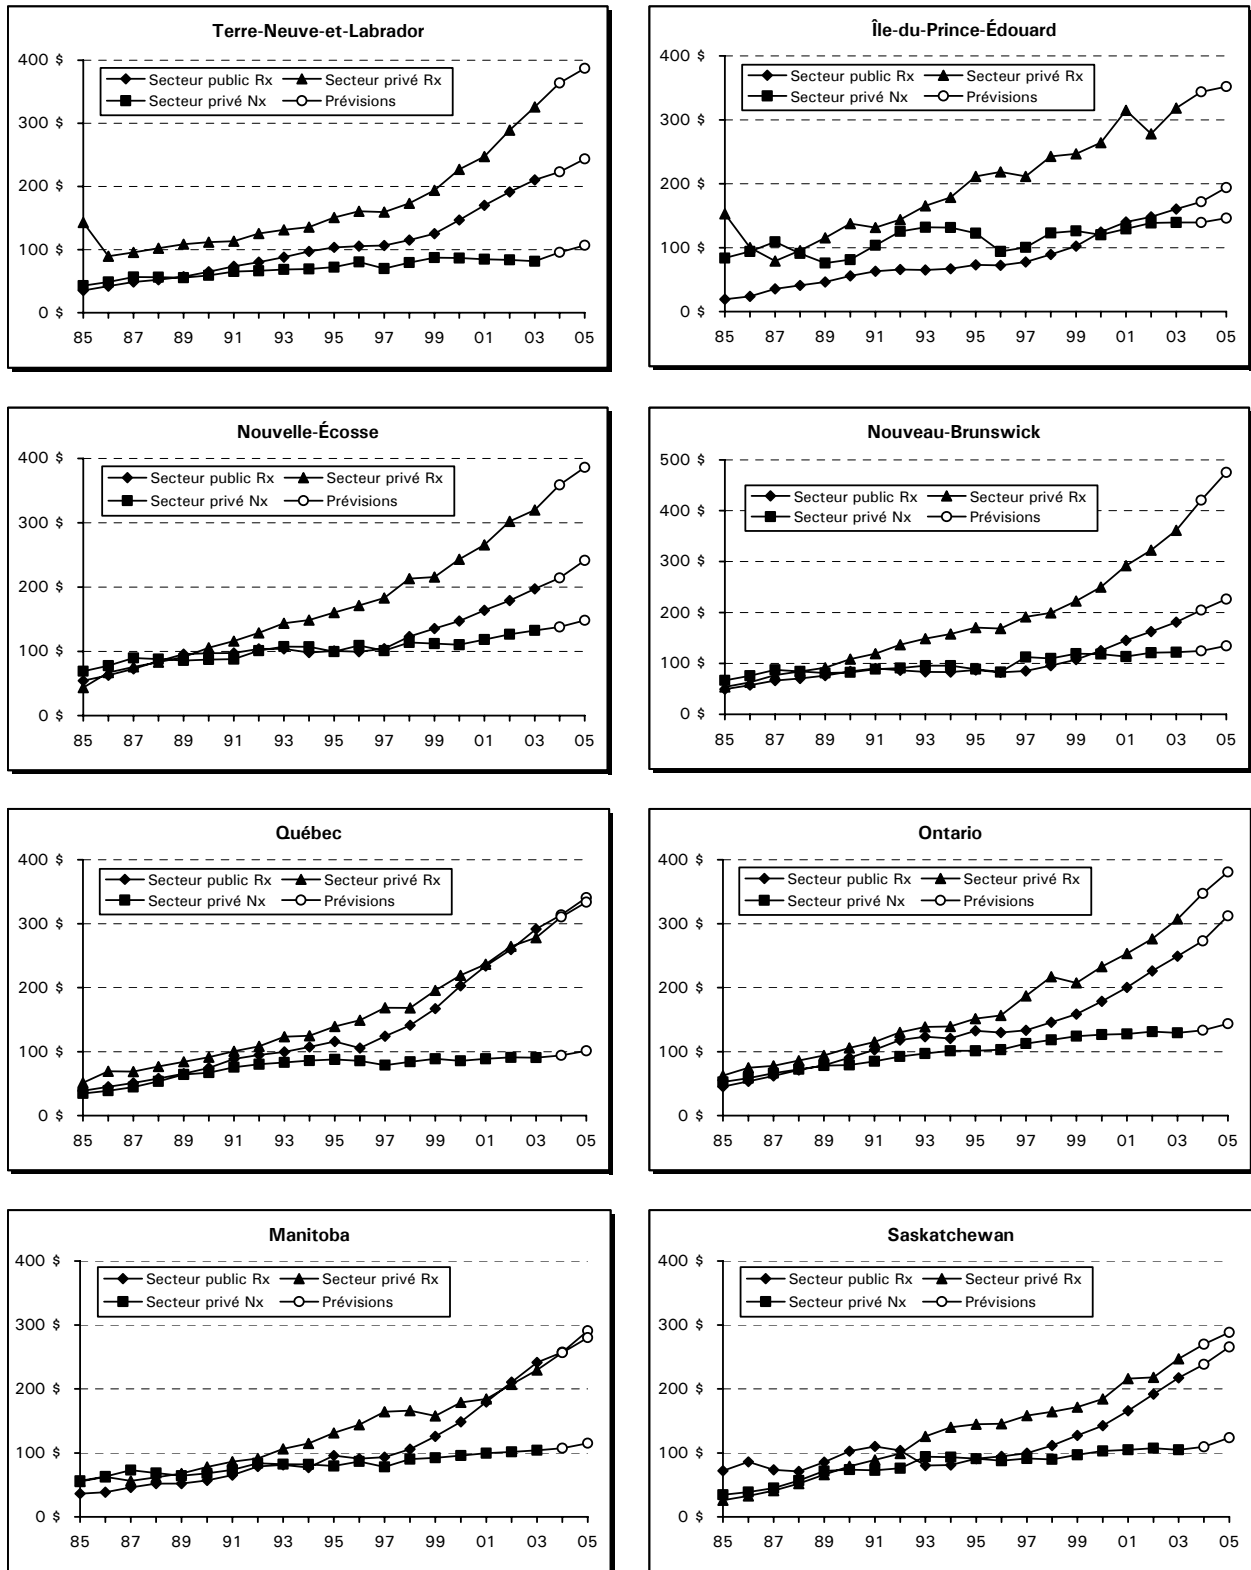 Terre-Neuve-et-Labrador
400 $
300 $
200 $
100 $
0 $
Secteur public Rx
Secteur privé Rx
Secteur privé Nx
Prévisions
85 87 89 91 93 95 97 99 01 03 05
Île-du-Prince-Édouard
400 $
300 $
200 $
100 $
0 $
Secteur public Rx
Secteur privé Rx
Secteur privé Nx
Prévisions
85 87 89 91 93 95 97 99 01 03 05
Nouvelle-Écosse
400 $
300 $
200 $
100 $
0 $
Secteur public Rx
Secteur privé Rx
Secteur privé Nx
Prévisions
85 87 89 91 93 95 97 99 01 03 05
Nouveau-Brunswick
500 $
400 $
300 $
200 $
100 $
0 $
Secteur public Rx
Secteur privé Rx
Secteur privé Nx
Prévisions
85 87 89 91 93 95 97 99 01 03 05
Québec
400 $
300 $
200 $
100 $
0 $
Secteur public Rx
Secteur privé Rx
Secteur privé Nx
Prévisions
85 87 89 91 93 95 97 99 01 03 05
Ontario
400 $
300 $
200 $
100 $
0 $
Secteur public Rx
Secteur privé Rx
Secteur privé Nx
Prévisions
85 87 89 91 93 95 97 99 01 03 05
Manitoba
400 $
300 $
200 $
100 $
0 $
Secteur public Rx
Secteur privé Rx
Secteur privé Nx
Prévisions
85 87 89 91 93 95 97 99 01 03 05
Saskatchewan
400 $
300 $
200 $
100 $
0 $
Secteur public Rx
Secteur privé Rx
Secteur privé Nx
Prévisions
85 87 89 91 93 95 97 99 01 03 05